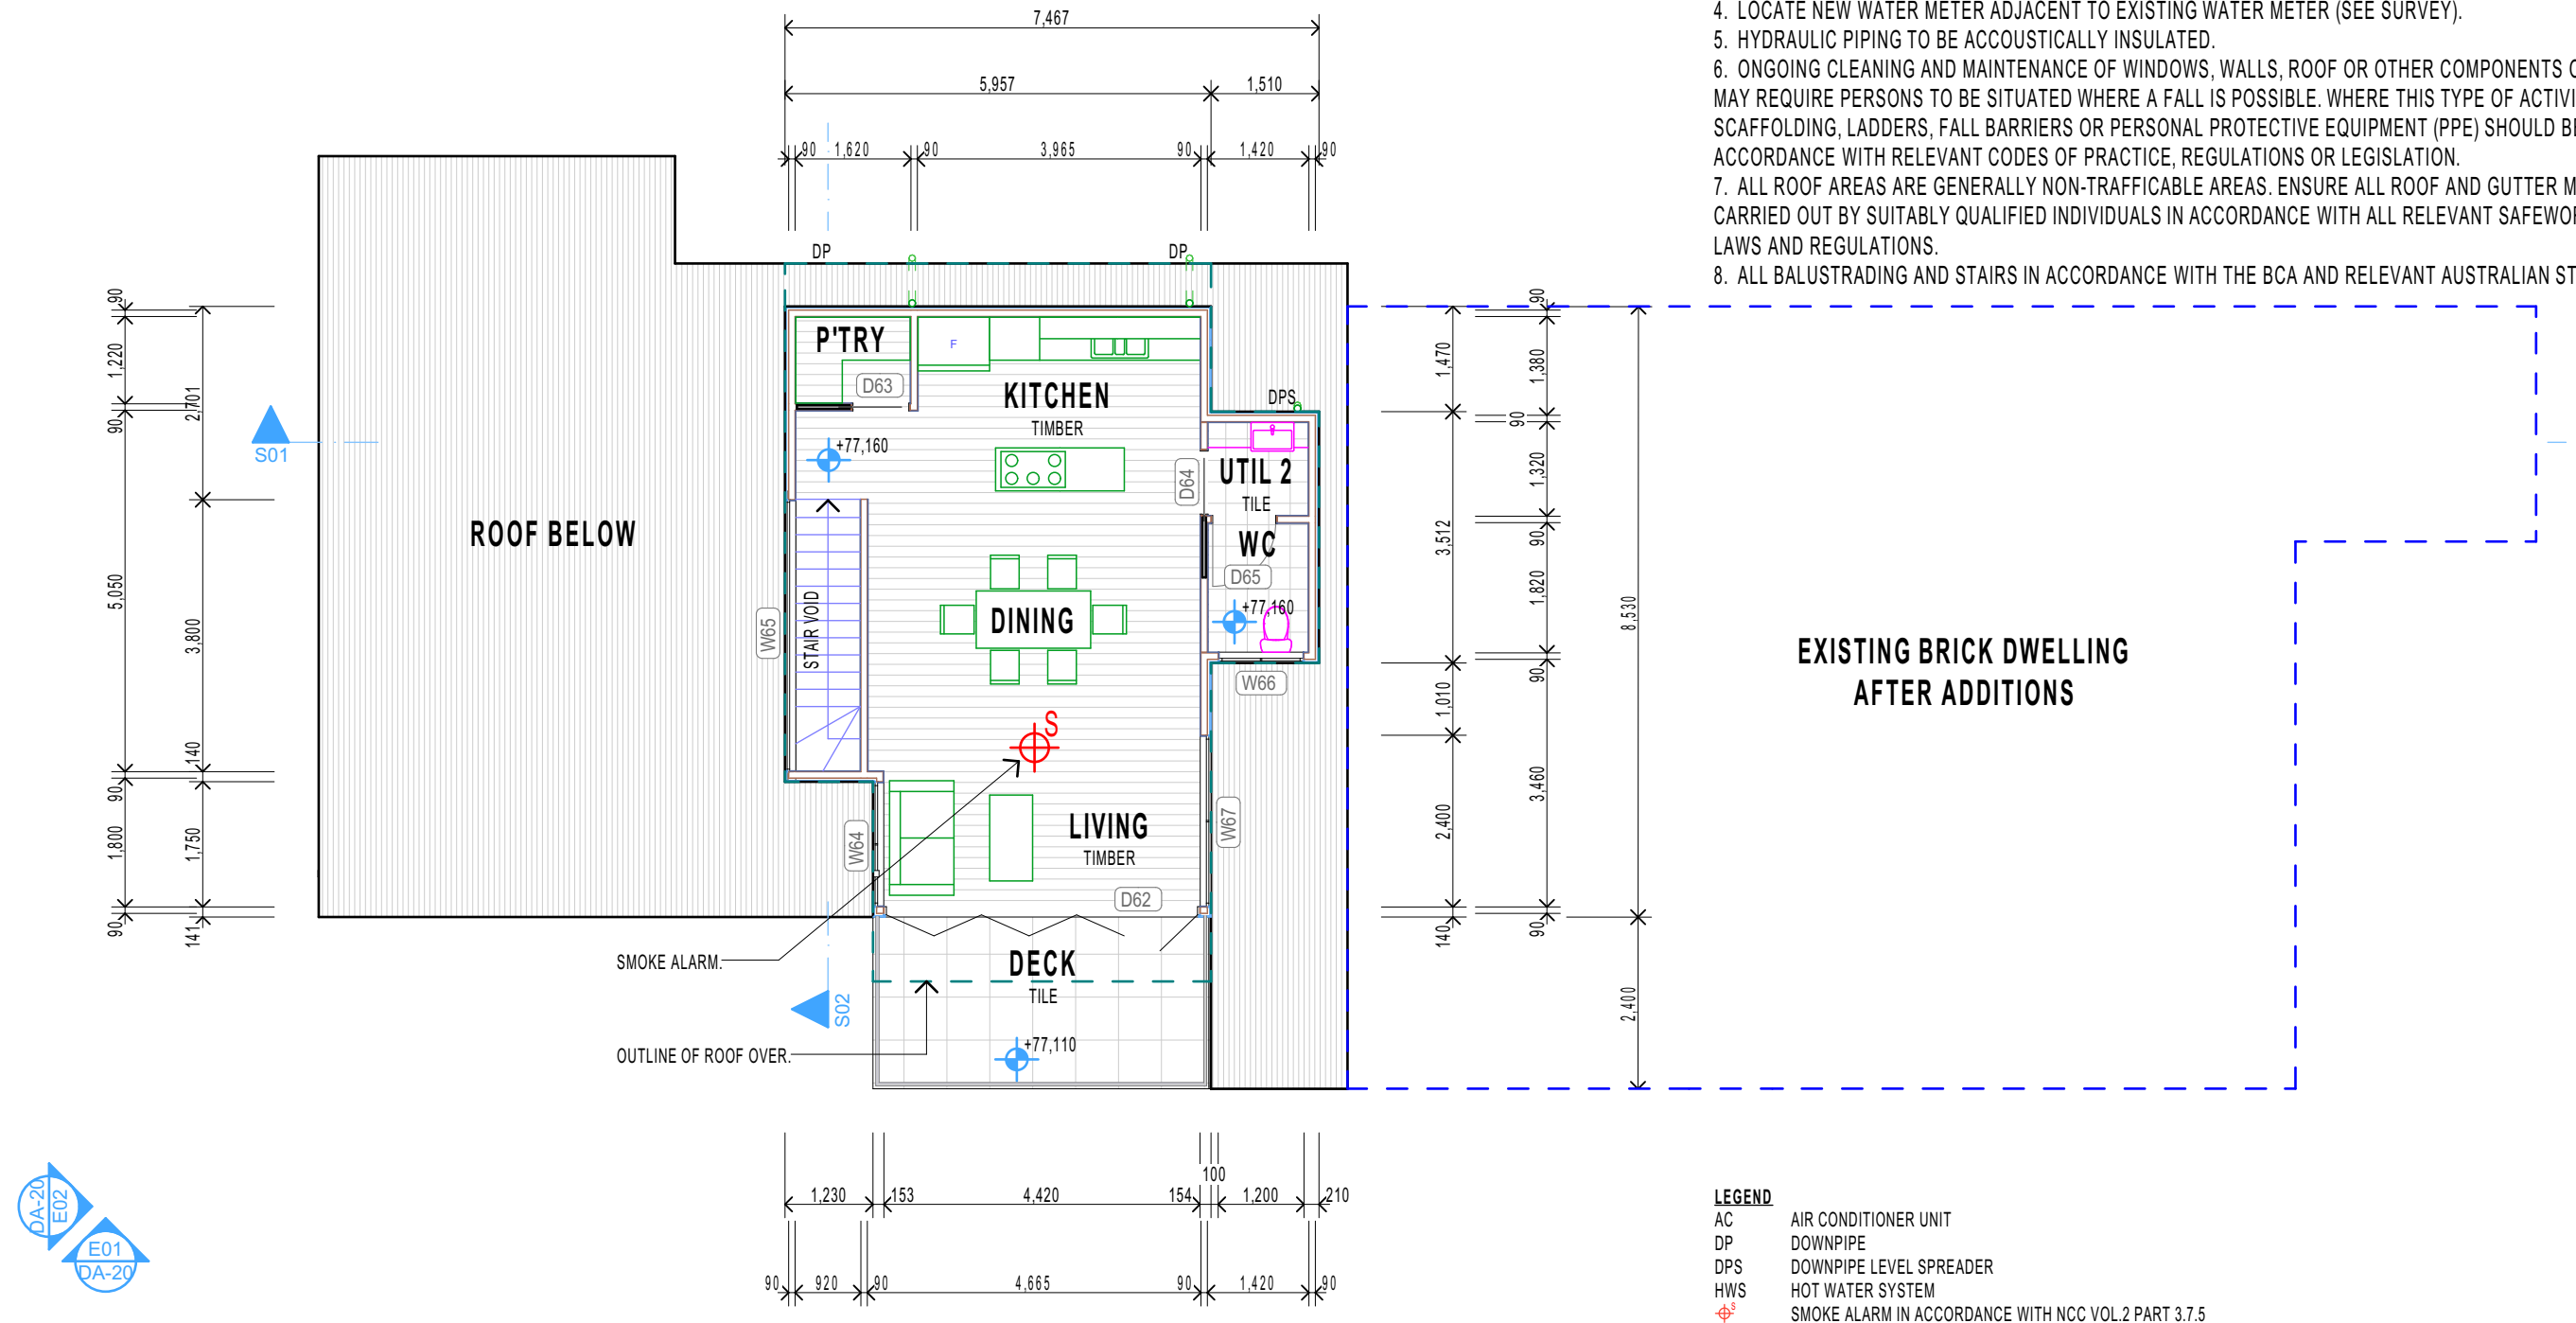 4. LOCATE NEW WATER METER ADJACENT TO EXISTING WATER METER (SEE SURVEY).
5. HYDRAULIC PIPING TO BE ACCOUSTICALLY INSULATED.
6. ONGOING CLEANING AND MAINTENANCE OF WINDOWS, WALLS, ROOF OR OTHER COMPONENTS
MAY REQUIRE PERSONS TO BE SITUATED WHERE A FALL IS POSSIBLE. WHERE THIS TYPE OF
SCAFFOLDING, LADDERS, FALL BARRIERS OR PERSONAL PROTECTIVE EQUIPMENT (PPE) SHOULD
ACCORDANCE WITH RELEVANT CODES OF PRACTICE, REGULATIONS OR LEGISLATION.
7. ALL ROOF AREAS ARE GENERALLY NON-TRAFFICABLE AREAS. ENSURE ALL ROOF AND GUTTER
CARRIED OUT BY SUITABLY QUALIFIED INDIVIDUALS IN ACCORDANCE WITH ALL RELEVANT
LAWS AND REGULATIONS.
8. ALL BALUSTRADING AND STAIRS IN ACCORDANCE WITH THE BCA AND RELEVANT AUSTRALIAN
7,467
5,957 1,510
90 1,620 90 3,965 90 1,420 90
DP DP
DPS
90 1,220 90 5,050 90 1,800 90
2,701 3,800 140 1,750 141
S01
ROOF BELOW
P'TRY
D63
F
KITCHEN
TIMBER
+77,160
D64
UTIL 2
TILE
WC
D65
+77,160
W66
STAIR VOID
W65
DINING
S
W64
LIVING
TIMBER
W67
D62
SMOKE ALARM.
DECK
TILE
S02
OUTLINE OF ROOF OVER.
+77,110
1,470 3,512 1,010 2,400 140
90 1,380 90 1,320 90 1,820 90 3,460 90
8,530 2,400
EXISTING BRICK DWELLING
AFTER ADDITIONS
100
1,230 153 4,420 154 1,200 210
90 920 90 4,665 90 1,420 90
DA-20
E02
E01
DA-20
LEGEND
AC AIR CONDITIONER UNIT
DP DOWNPIPE
DPS DOWNPIPE LEVEL SPREADER
HWS HOT WATER SYSTEM
S SMOKE ALARM IN ACCORDANCE WITH NCC VOL.2 PART 3.7.5